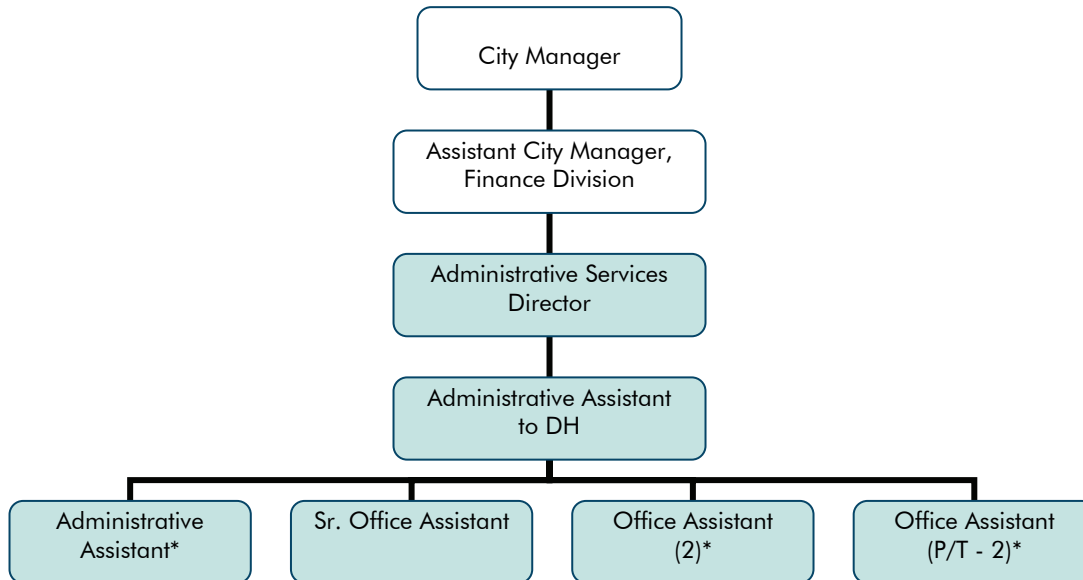 City Manager
Assistant City Manager,
Finance Division
Administrative Services
Director
Administrative Assistant
to DH
Administrative
Assistant*
Sr. Office Assistant
Office Assistant
(2)*
Office Assistant
(P/T - 2)*